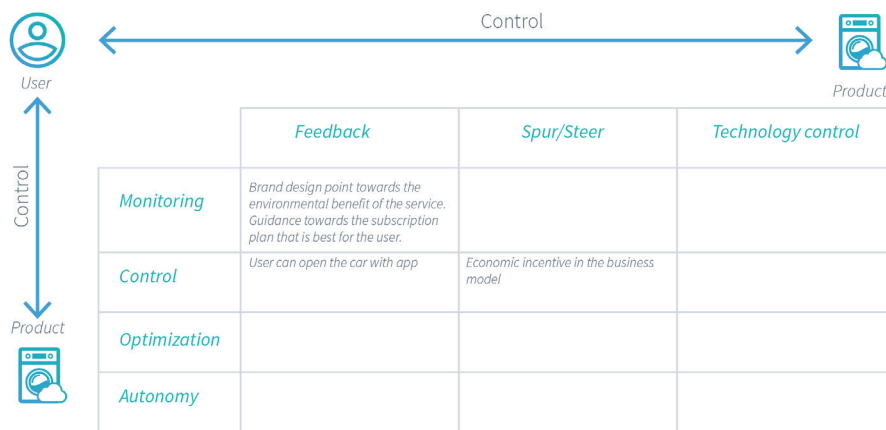 Control
User
Product
Control
Feedback
Spur/Steer
Technology control
Monitoring
Brand design point towards the
environmental benefit of the service.
Guidance towards the subscription
plan that is best for the user.
Control
User can open the car with app
Economic incentive in the business
model
Product
Optimization
Autonomy